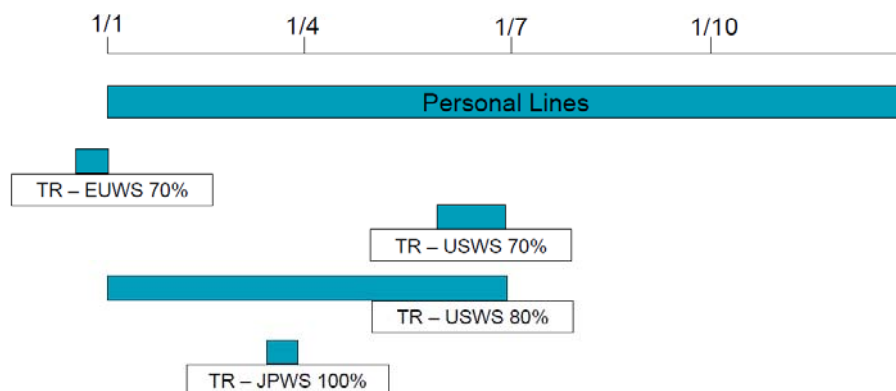 1/1 1/4 1/7 1/10
Personal Lines
TR – EUWS 70%
TR – USWS 70%
TR – USWS 80%
TR – JPWS 100%